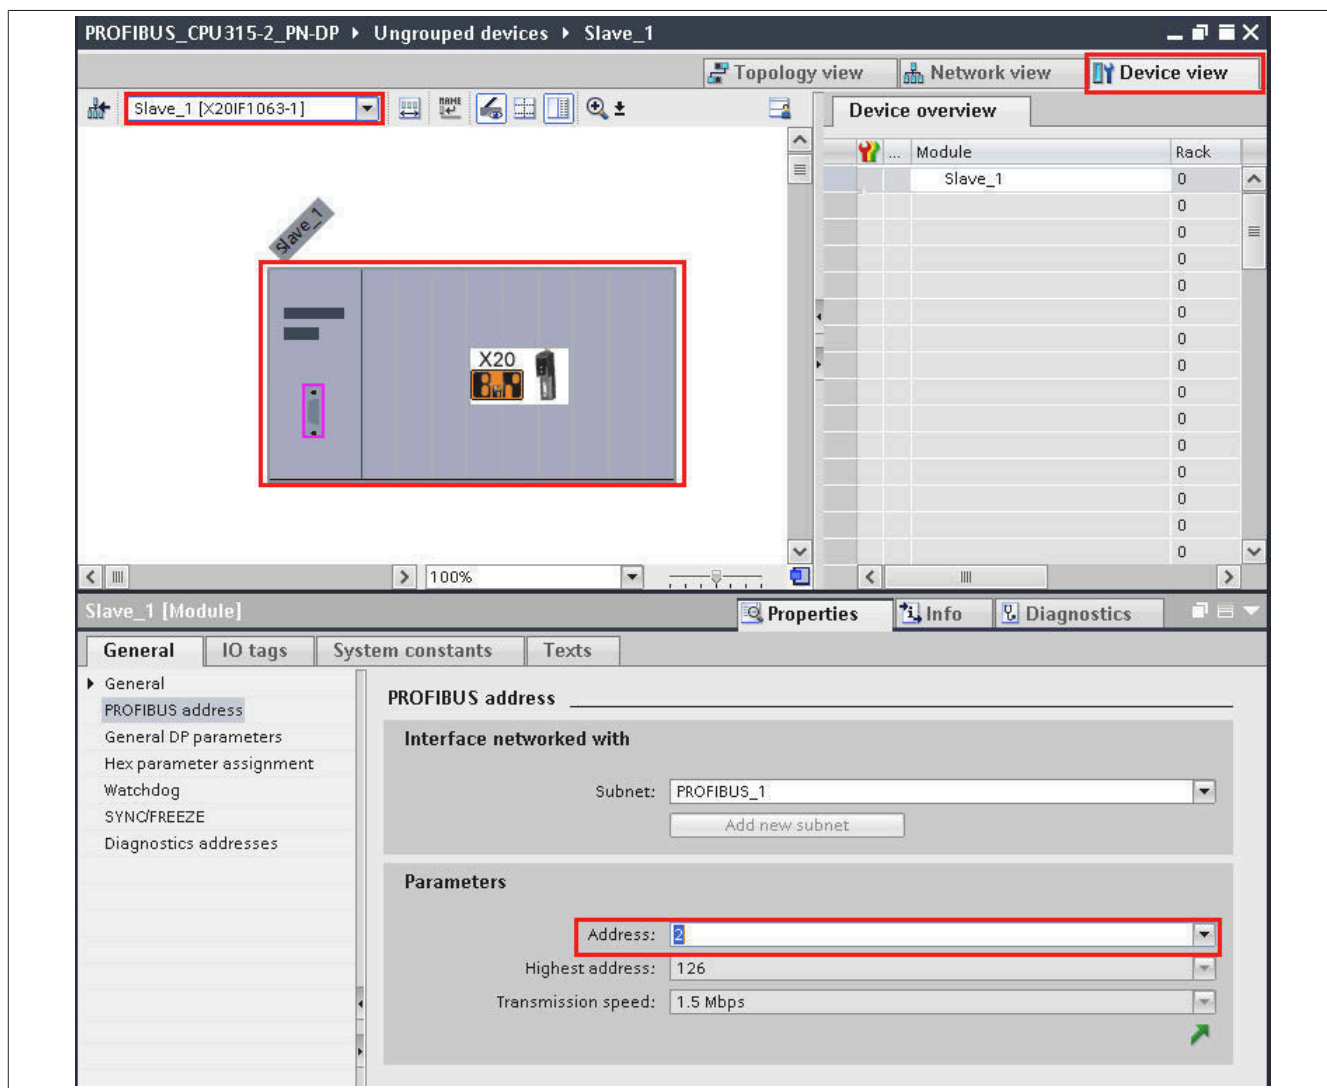 PROFIBUS_CPU315-2_PN-DP ▸ Ungrouped devices ▸ Slave_1
Topology view
Network view
Device view
Slave_1 [X20IF1063-1]
NAME
Device overview
... Module Rack
Slave_1 0
0
0
0
0
0
0
0
0
0
0
0
0
0
0
slave_1
X20
B&R
100%
Slave_1 [Module]
Properties
Info
Diagnostics
General
IO tags
System constants
Texts
General
PROFIBUS address
General DP parameters
Hex parameter assignment
Watchdog
SYNC/FREEZE
Diagnostics addresses
PROFIBUS address
Interface networked with
Subnet: PROFIBUS_1
Add new subnet
Parameters
Address: 2
Highest address: 126
Transmission speed: 1.5 Mbps